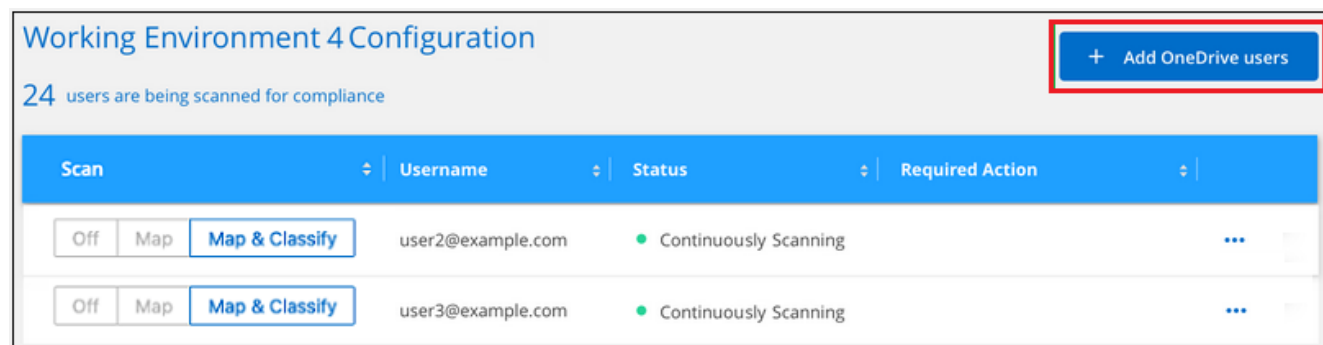 Working Environment 4 Configuration
+ Add OneDrive users
24 users are being scanned for compliance
Scan Username Status Required Action
Off Map Map & Classify user2@example.com Continuously Scanning
Off Map Map & Classify user3@example.com Continuously Scanning